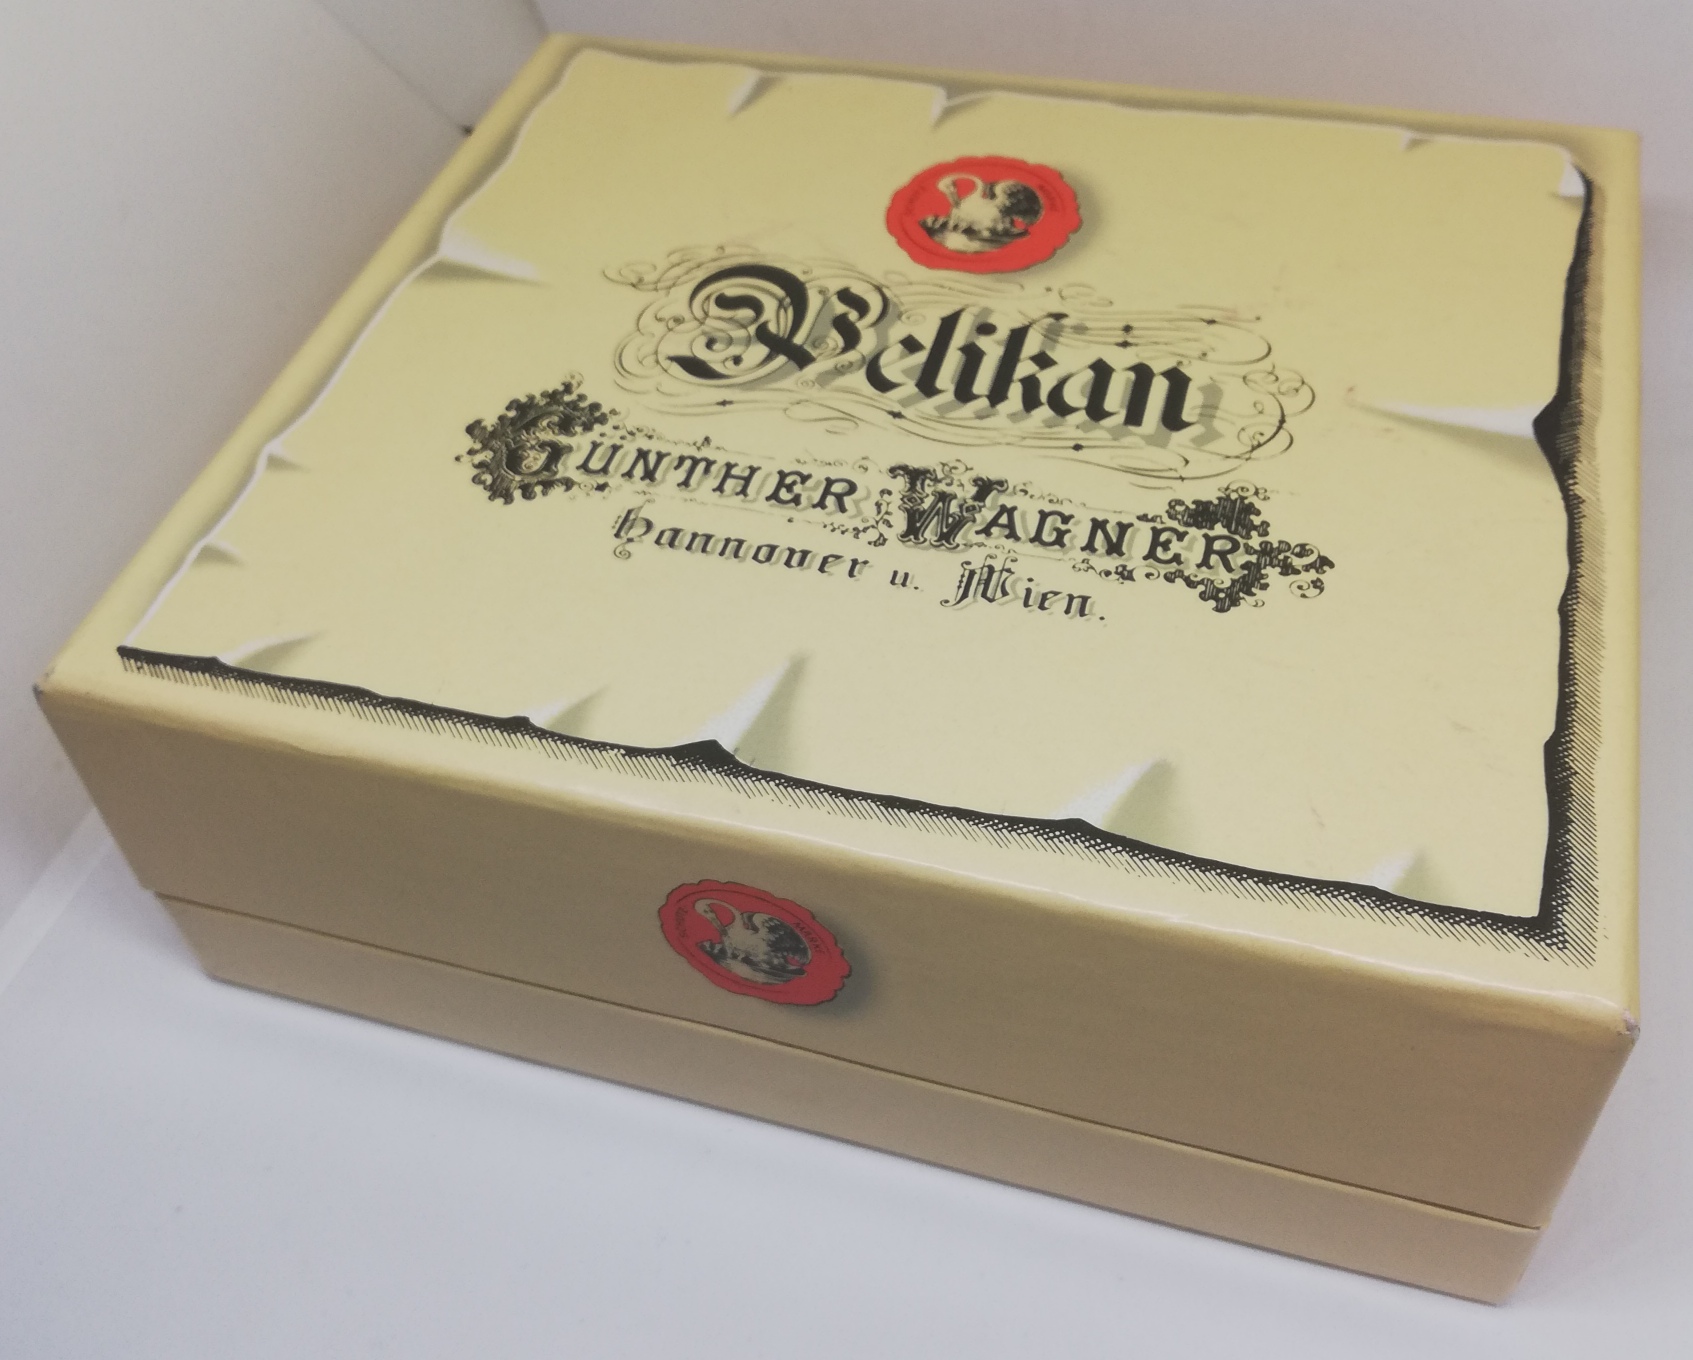 Pelikan
GÜNTHER WAGNER
Hannover u. Wien.